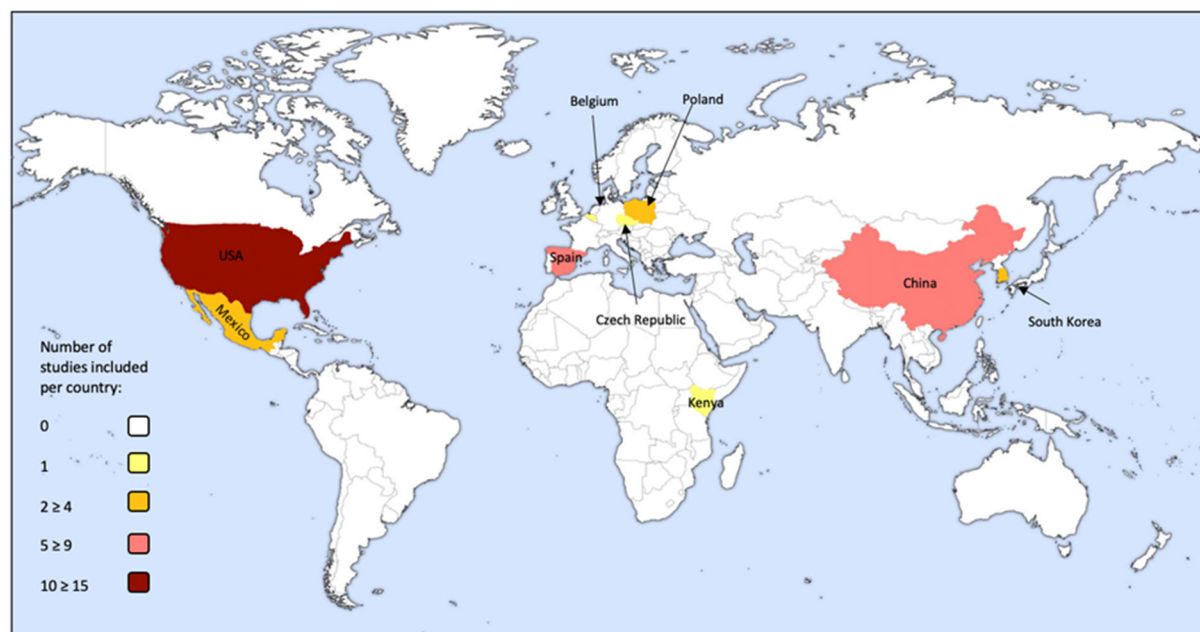 Belgium
Poland
USA
Spain
China
Mexico
Czech Republic
South Korea
Kenya
Number of
studies included
per country:
0
1
2 ≥ 4
5 ≥ 9
10 ≥ 15